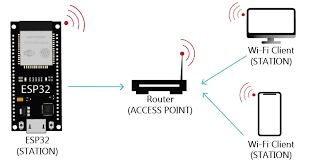 ESP32
ESP32
(STATION)
Router
(ACCESS POINT)
Wi-Fi Client
(STATION)
Wi-Fi Client
(STATION)